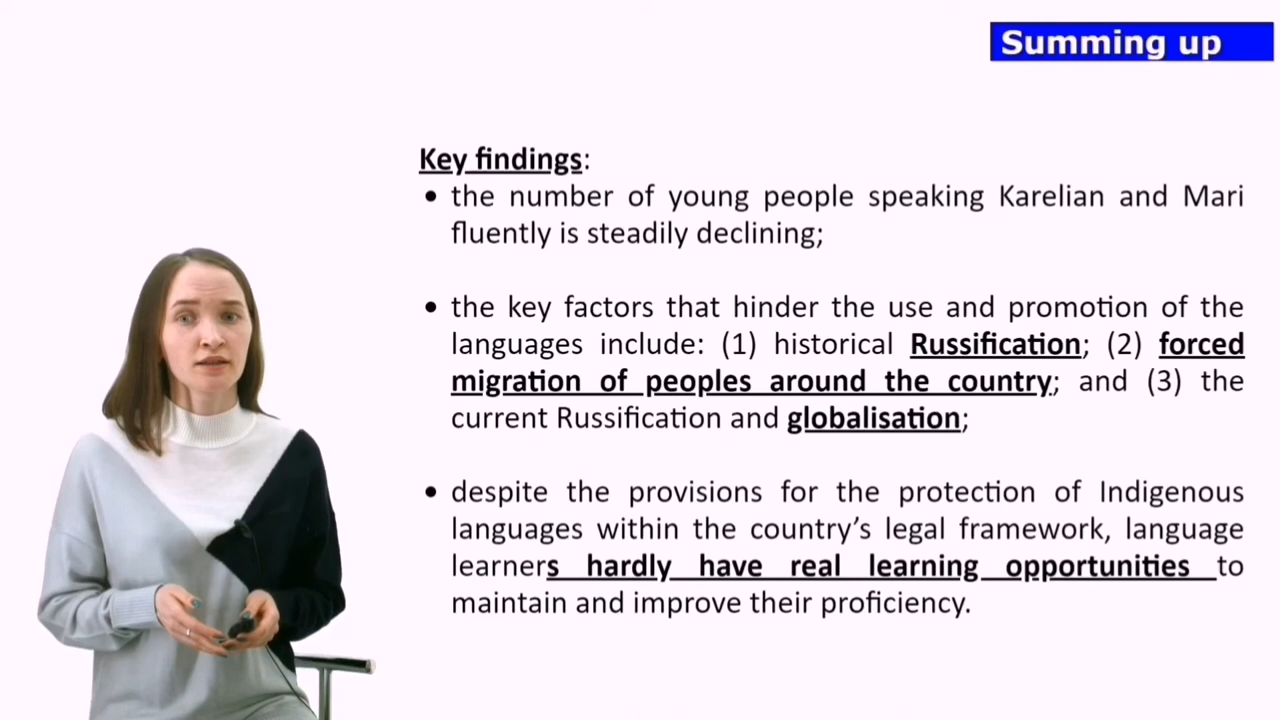 Summing up
Key findings:
• the number of young people speaking Karelian and Mari
fluently is steadily declining;
• the key factors that hinder the use and promotion of the
languages include: (1) historical Russification; (2) forced
migration of peoples around the country; and (3) the
current Russification and globalisation;
• despite the provisions for the protection of Indigenous
languages within the country’s legal framework, language
learners hardly have real learning opportunities to
maintain and improve their proficiency.